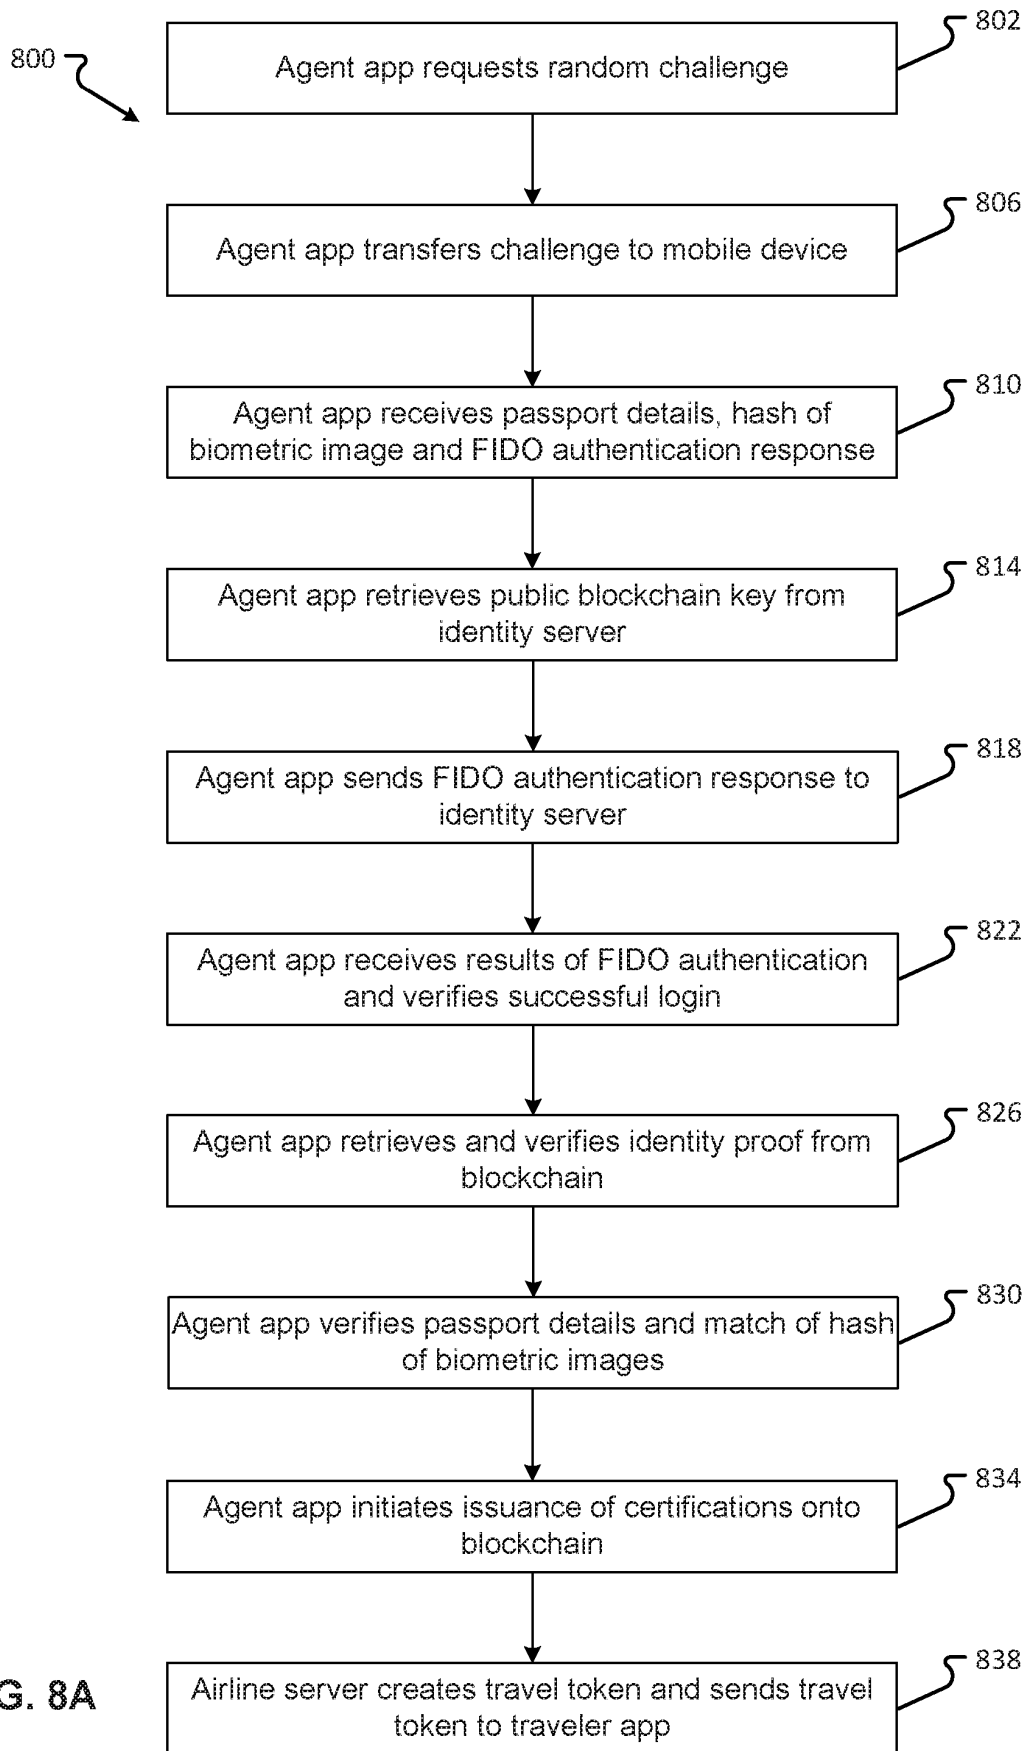 800
802
Agent app requests random challenge
806
Agent app transfers challenge to mobile device
810
Agent app receives passport details, hash of
biometric image and FIDO authentication response
814
Agent app retrieves public blockchain key from
identity server
818
Agent app sends FIDO authentication response to
identity server
822
Agent app receives results of FIDO authentication
and verifies successful login
826
Agent app retrieves and verifies identity proof from
blockchain
830
Agent app verifies passport details and match of hash
of biometric images
834
Agent app initiates issuance of certifications onto
blockchain
838
Airline server creates travel token and sends travel
token to traveler app
G. 8A